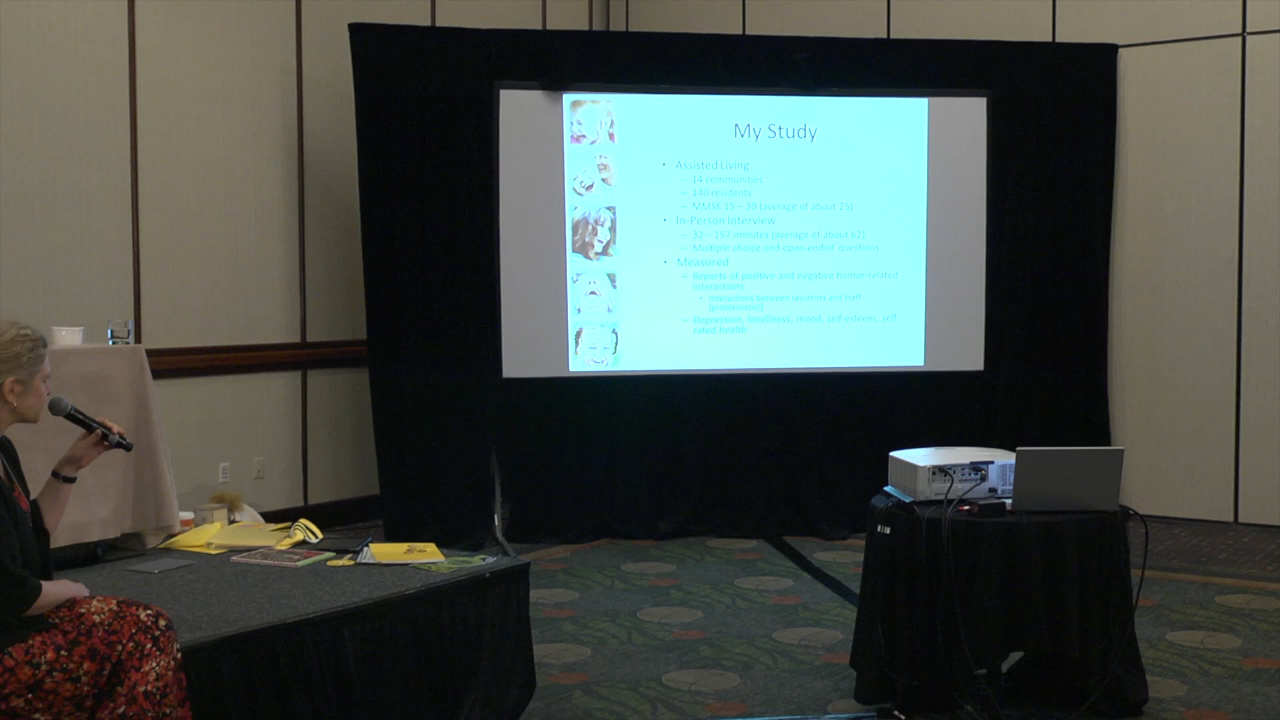 My Study
• Assisted Living
– 14 communities
– 140 residents
– MMSE 15 – 30 (average of about 25)
• In-Person Interview
– 32 – 157 minutes (average of about 62)
– Multiple choice and open-ended questions
• Measured
– Reports of positive and negative humor related
interactions
• Interactions between residents and staff
(problematic)
– Depression, loneliness, mood, self-esteem, self
rated health